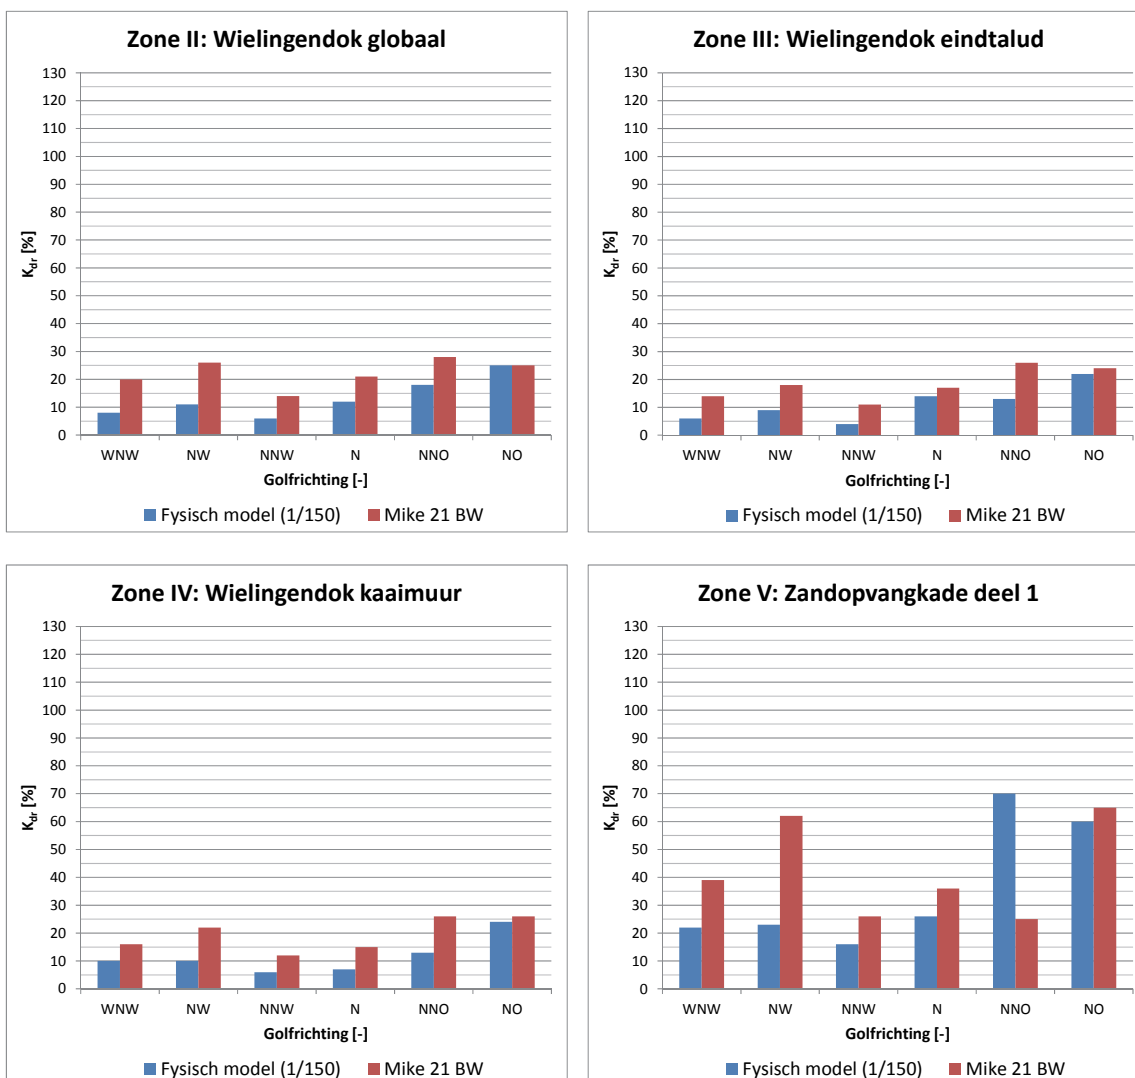 Zone II: Wielingendok globaal
130
120
110
100
90
80
70
60
50
40
30
20
10
0
K_dr [%]
WNW NW NNW N NNO NO
Golfrichting [-]
Fysisch model (1/150) Mike 21 BW
Zone III: Wielingendok eindtalud
130
120
110
100
90
80
70
60
50
40
30
20
10
0
K_dr [%]
WNW NW NNW N NNO NO
Golfrichting [-]
Fysisch model (1/150) Mike 21 BW
Zone IV: Wielingendok kaaimuur
130
120
110
100
90
80
70
60
50
40
30
20
10
0
K_dr [%]
WNW NW NNW N NNO NO
Golfrichting [-]
Fysisch model (1/150) Mike 21 BW
Zone V: Zandopvangkade deel 1
130
120
110
100
90
80
70
60
50
40
30
20
10
0
K_dr [%]
WNW NW NNW N NNO NO
Golfrichting [-]
Fysisch model (1/150) Mike 21 BW